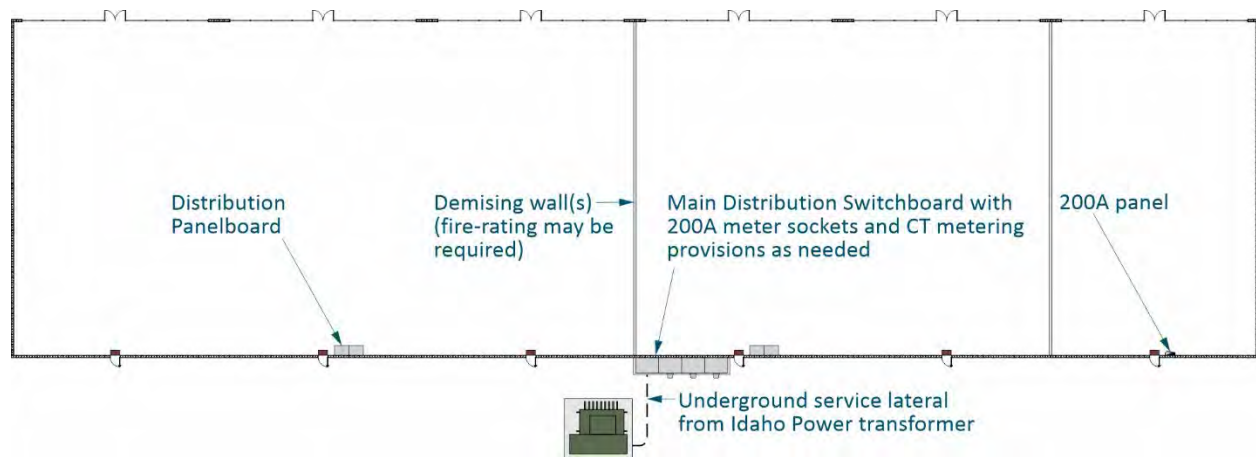 Distribution
Panelboard
Demising wall(s)
(fire-rating may be
required)
Main Distribution Switchboard with
200A meter sockets and CT metering
provisions as needed
200A panel
Underground service lateral
from Idaho Power transformer